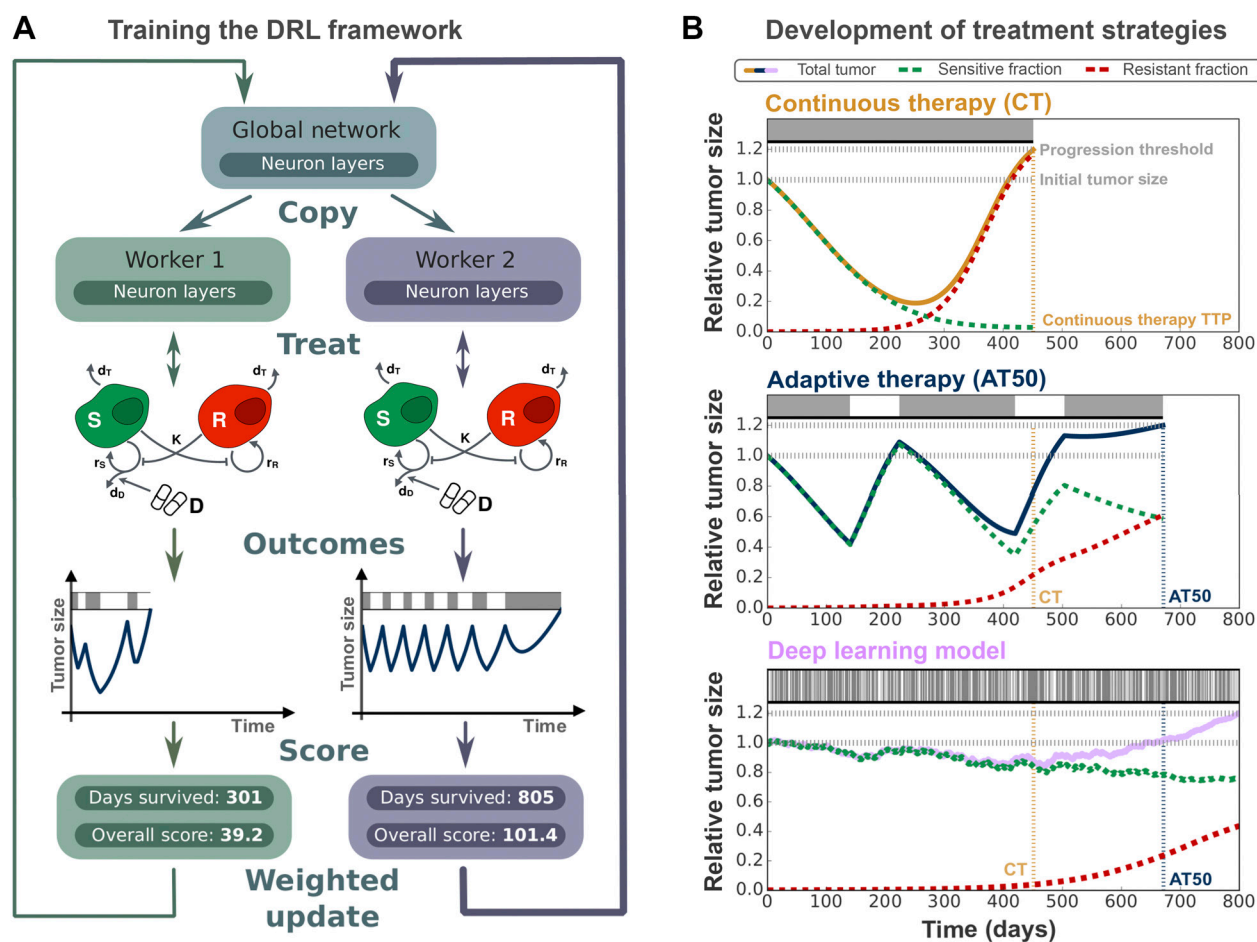 A
Training the DRL framework
Global network
Neuron layers
Copy
Worker 1
Neuron layers
Worker 2
Neuron layers
Treat
dT
dT
S
R
K
rS
rR
dD
D
dT
dT
S
R
K
rS
rR
dD
D
Outcomes
Tumor size
Time
Tumor size
Time
Score
Days survived: 301
Overall score: 39.2
Days survived: 805
Overall score: 101.4
Weighted
update
B
Development of treatment strategies
Total tumor
Sensitive fraction
Resistant fraction
Continuous therapy (CT)
Relative tumor size
1.2
1.0
0.8
0.6
0.4
0.2
0.0
Progression threshold
Initial tumor size
Continuous therapy TTP
0 100 200 300 400 500 600 700 800
Adaptive therapy (AT50)
Relative tumor size
1.2
1.0
0.8
0.6
0.4
0.2
0.0
CT
AT50
0 100 200 300 400 500 600 700 800
Deep learning model
Relative tumor size
1.2
1.0
0.8
0.6
0.4
0.2
0.0
CT
AT50
0 100 200 300 400 500 600 700 800
Time (days)